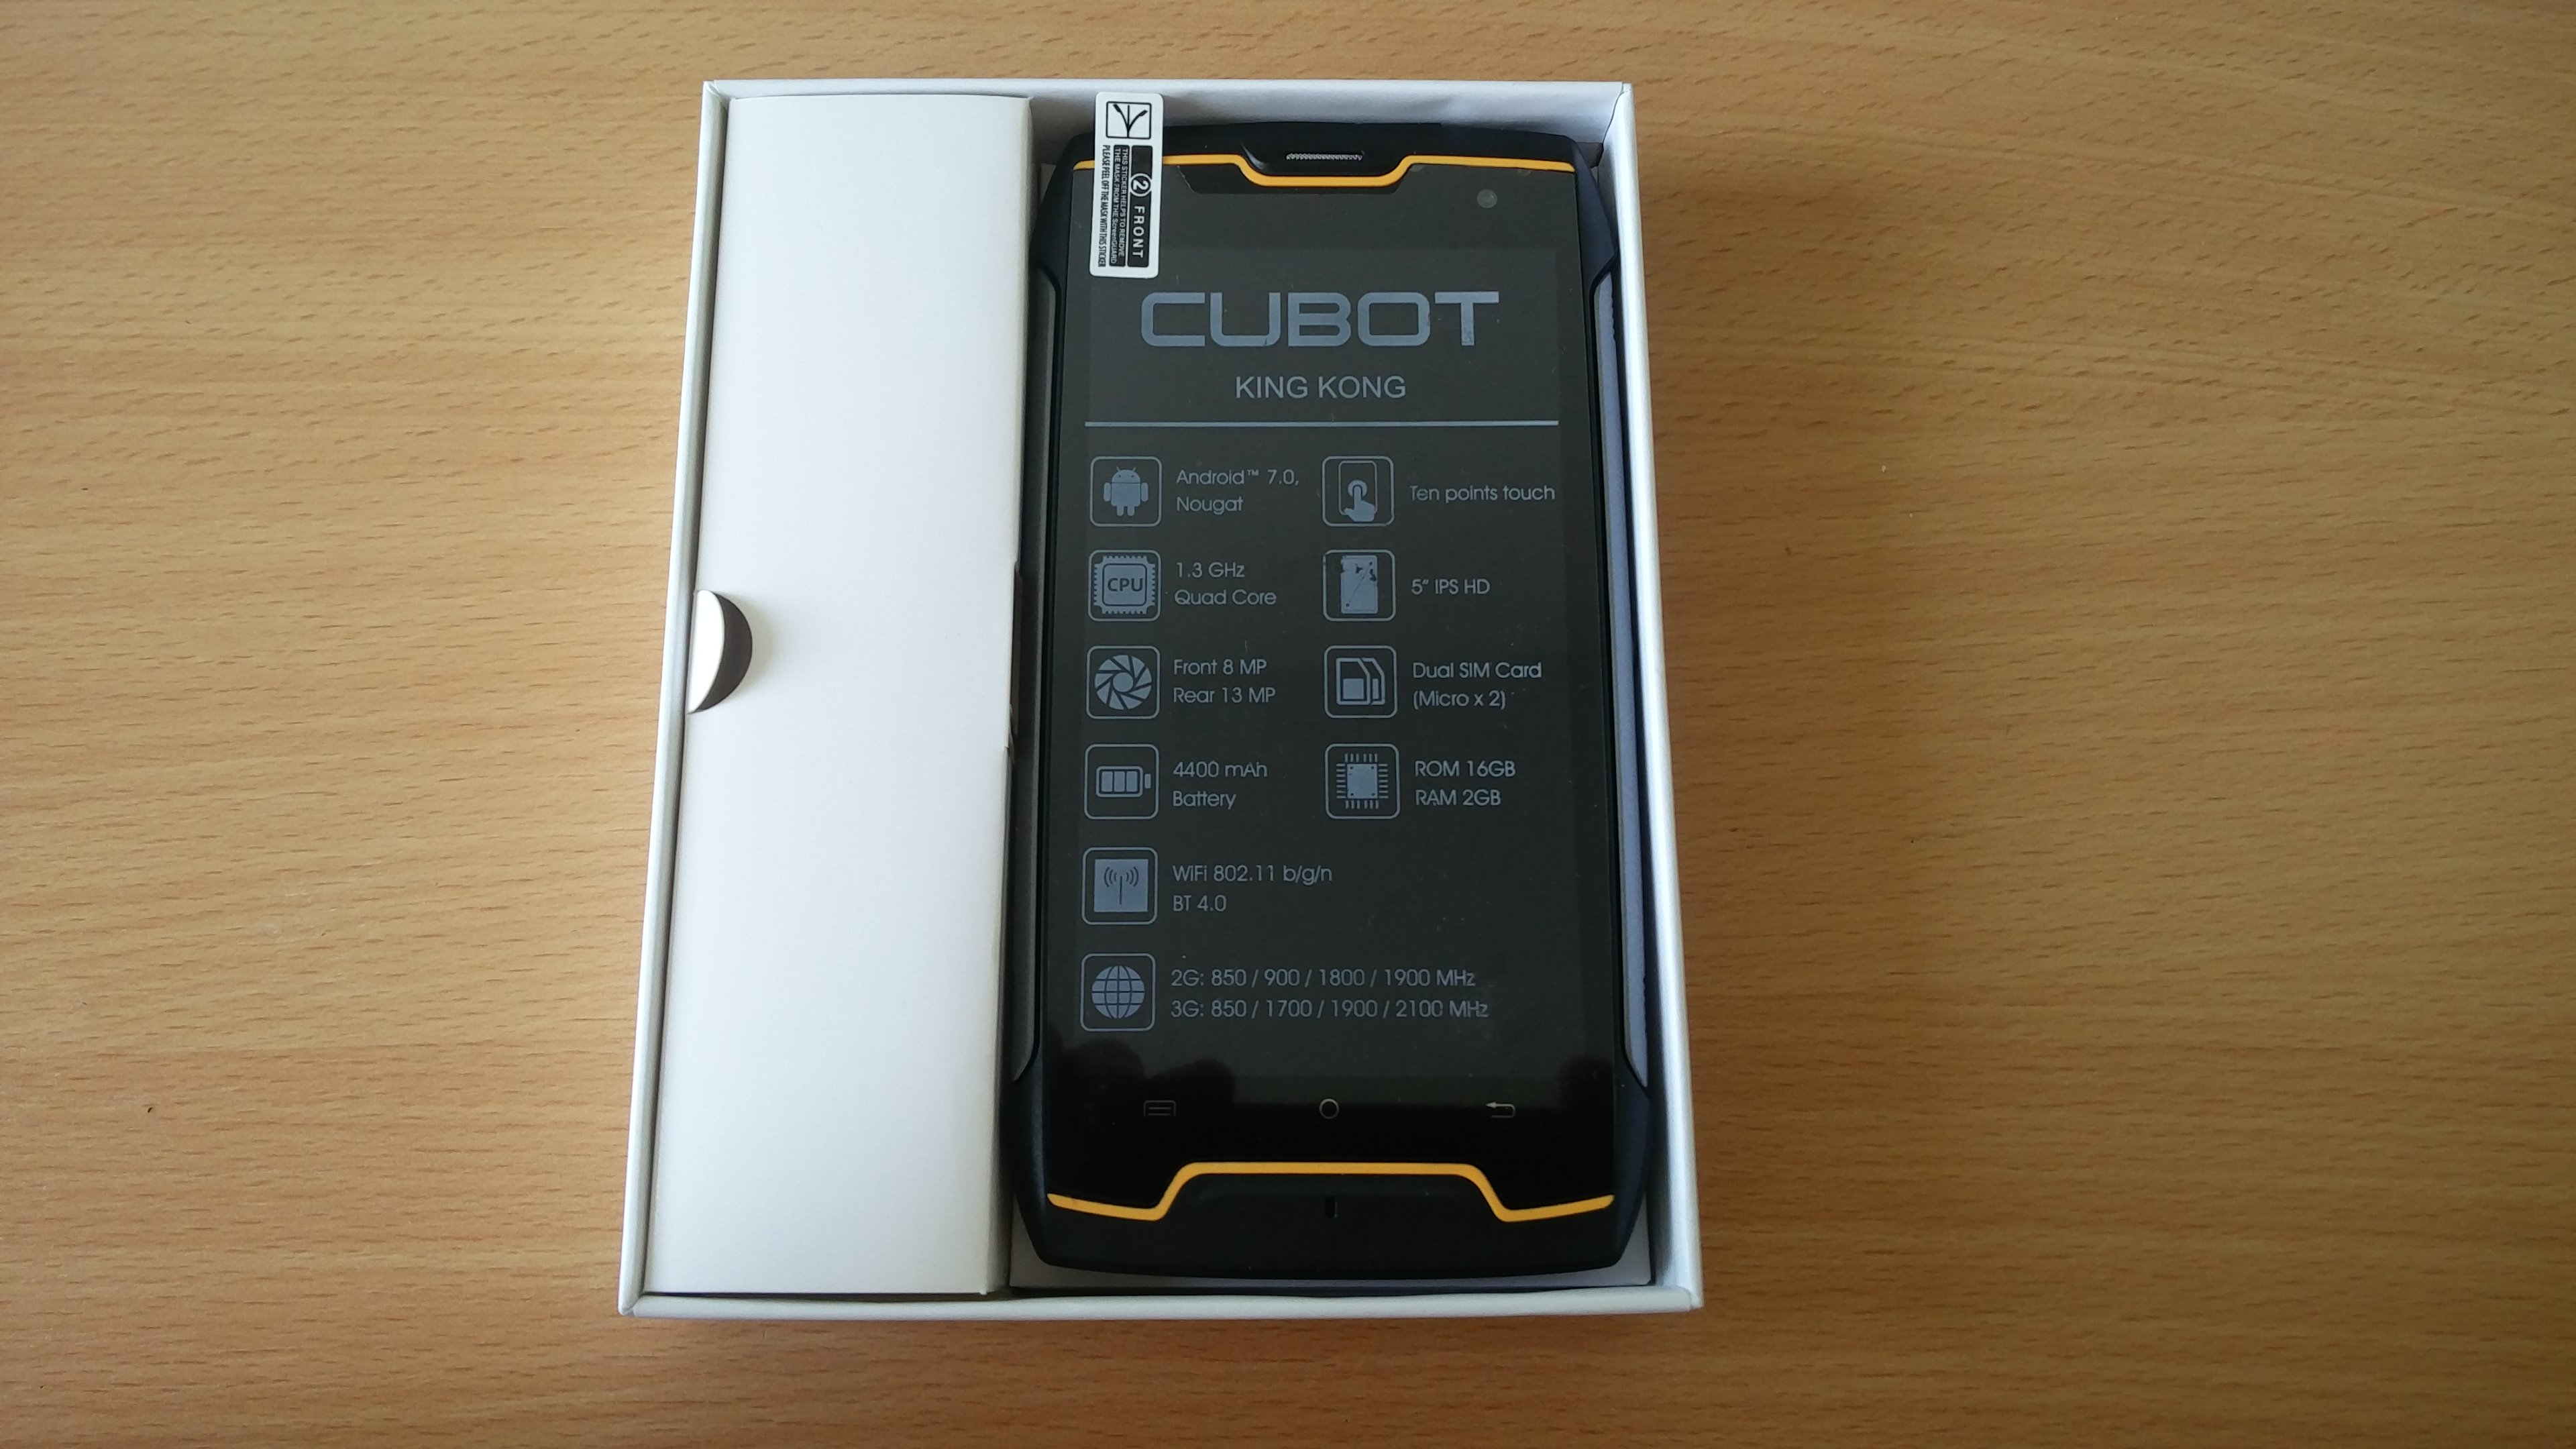 ② FRONT
THIS STICKER HELPS TO REMOVE
THE MASK FROM THE ScreenGUARD
PLEASE PEEL OFF THE MASK WITH THIS STICKER
CUBOT
KING KONG
Android™ 7.0,
Nougat
Ten points touch
CPU
1.3 GHz
Quad Core
5" IPS HD
Front 8 MP
Rear 13 MP
Dual SIM Card
(Micro x 2)
4400 mAh
Battery
ROM 16GB
RAM 2GB
WiFi 802.11 b/g/n
BT 4.0
2G: 850 / 900 / 1800 / 1900 MHz
3G: 850 / 1700 / 1900 / 2100 MHz